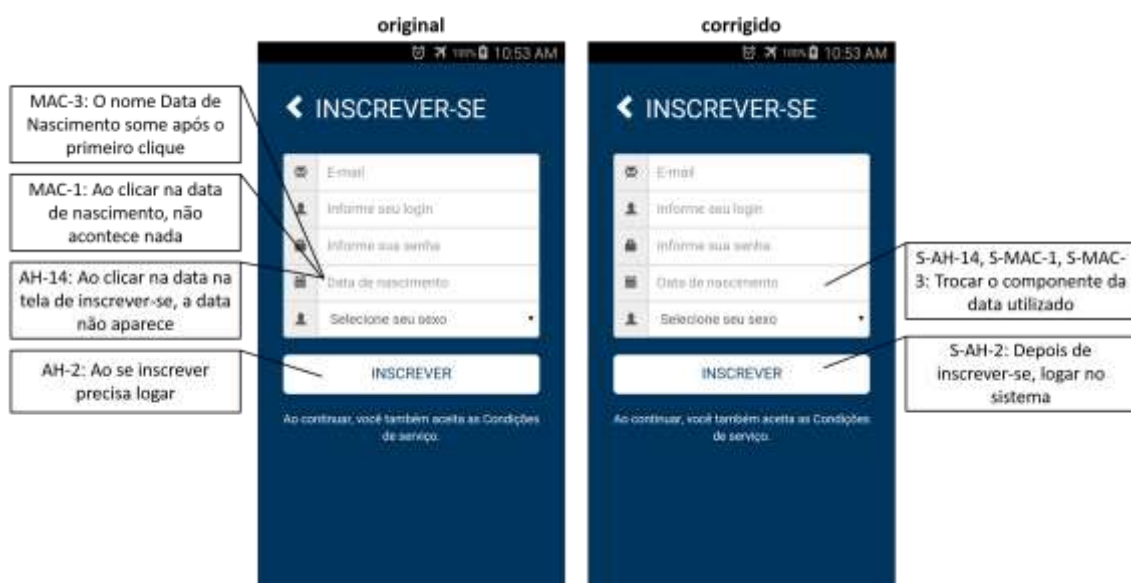 original
corrigido
100% 10:53 AM
100% 10:53 AM
MAC-3: O nome Data de
Nascimento some após o
primeiro clique
MAC-1: Ao clicar na data
de nascimento, não
acontece nada
AH-14: Ao clicar na data na
tela de inscrever-se, a data
não aparece
AH-2: Ao se inscrever
precisa logar
INSCREVER-SE
E-mail
Informe seu login
Informe sua senha
Data de nascimento
Selecione seu sexo
INSCREVER
Ao continuar, você também aceita as Condições
de serviço.
INSCREVER-SE
E-mail
Informe seu login
Informe sua senha
Data de nascimento
Selecione seu sexo
INSCREVER
Ao continuar, você também aceita as Condições
de serviço.
S-AH-14, S-MAC-1, S-MAC-
3: Trocar o componente da
data utilizado
S-AH-2: Depois de
inscrever-se, logar no
sistema